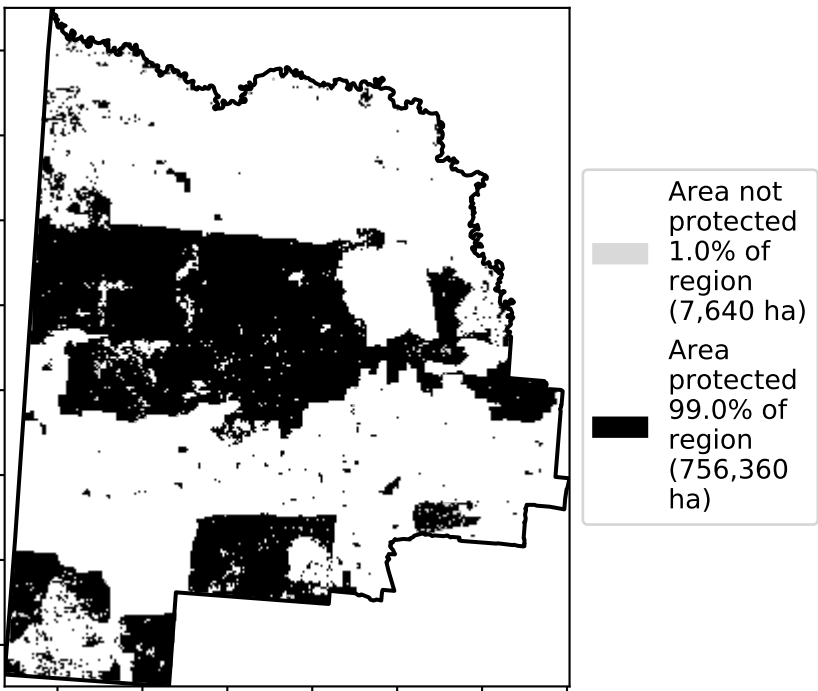 Area not
protected
1.0% of
region
(7,640 ha)
Area
protected
99.0% of
region
(756,360
ha)